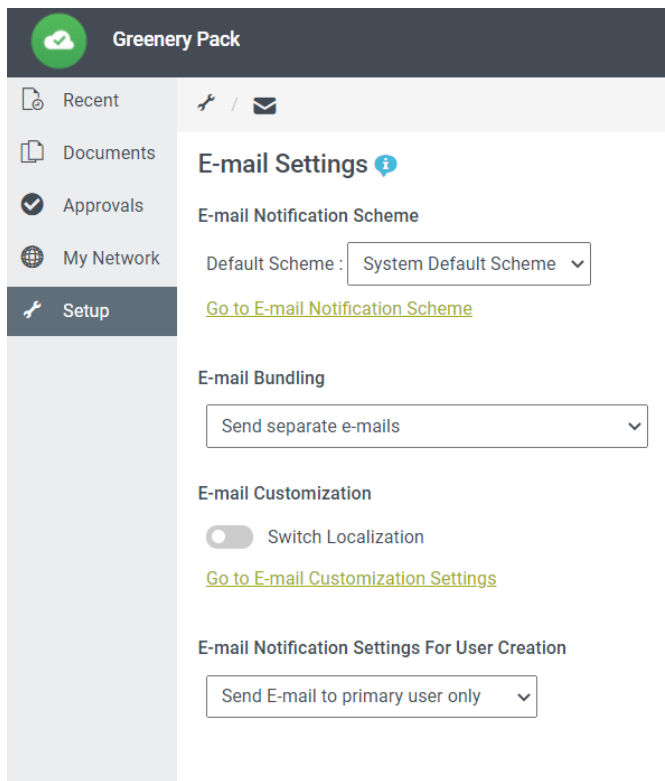 Greenery Pack
Recent
Documents
Approvals
My Network
Setup
/
E-mail Settings
E-mail Notification Scheme
Default Scheme : System Default Scheme
Go to E-mail Notification Scheme
E-mail Bundling
Send separate e-mails
E-mail Customization
Switch Localization
Go to E-mail Customization Settings
E-mail Notification Settings For User Creation
Send E-mail to primary user only